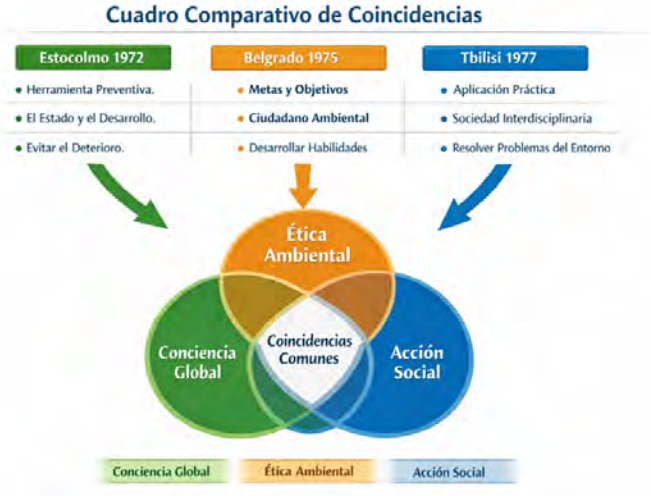 Cuadro Comparativo de Coincidencias
Estocolmo 1972
Belgrado 1975
Tbilisi 1977
• Herramienta Preventiva.
• Metas y Objetivos
• Aplicación Práctica
• El Estado y el Desarrollo.
• Ciudadano Ambiental
• Sociedad Interdisciplinaria
• Evitar el Deterioro.
• Desarrollar Habilidades
• Resolver Problemas del Entorno
Ética
Ambiental
Conciencia
Global
Coincidencias
Comunes
Acción
Social
Conciencia Global
Ética Ambiental
Acción Social